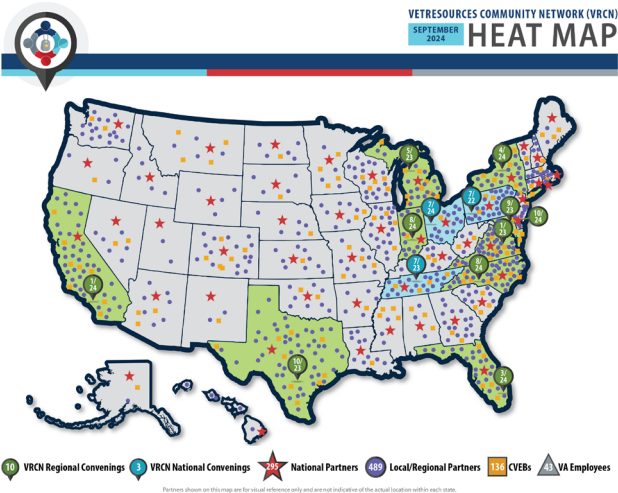 VETRESOURCES COMMUNITY NETWORK (VRCN)
SEPTEMBER
2024
HEAT MAP
5/
23
4/
24
7/
22
7/
24
9/
23
10/
24
8/
24
1/
23
7/
23
8/
24
1/
24
10/
23
3/
24
10 VRCN Regional Convenings
3 VRCN National Convenings
295 National Partners
489 Local/Regional Partners
136 CVEBs
43 VA Employees
Partners shown on this map are for visual reference only and are not indicative of the actual location within each state.